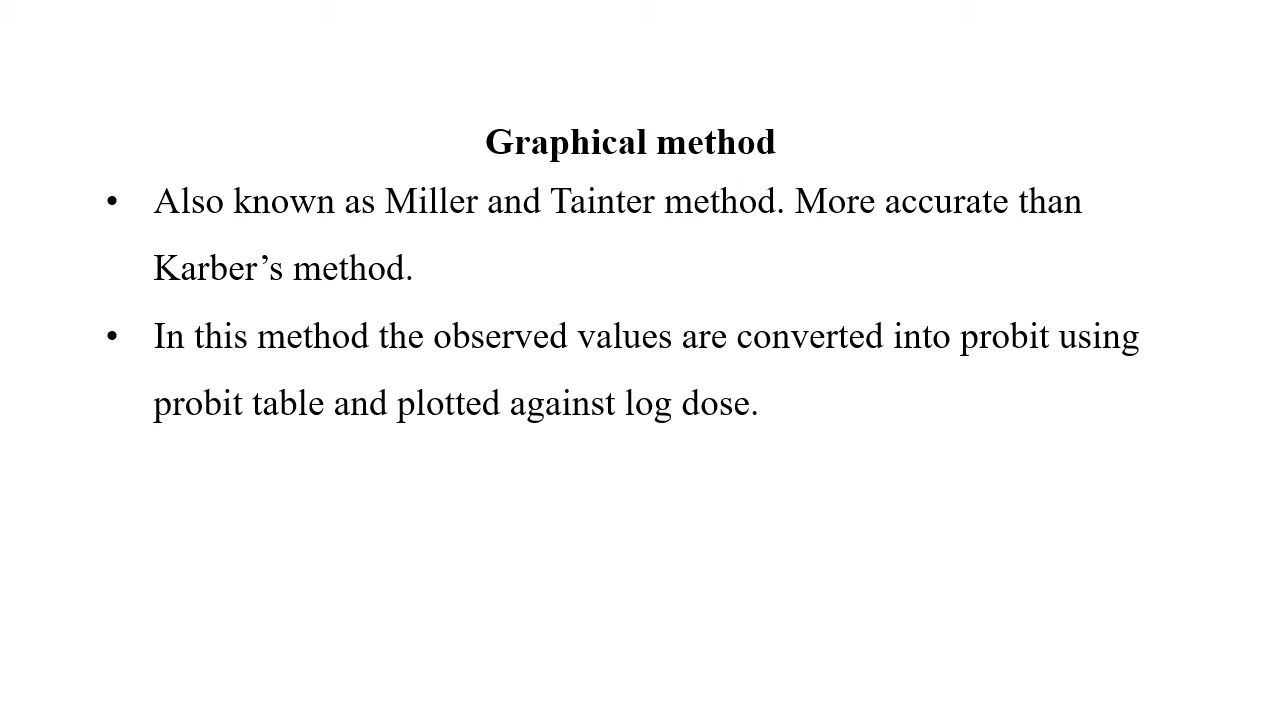 Graphical method
• Also known as Miller and Tainter method. More accurate than
Karber’s method.
• In this method the observed values are converted into probit using
probit table and plotted against log dose.